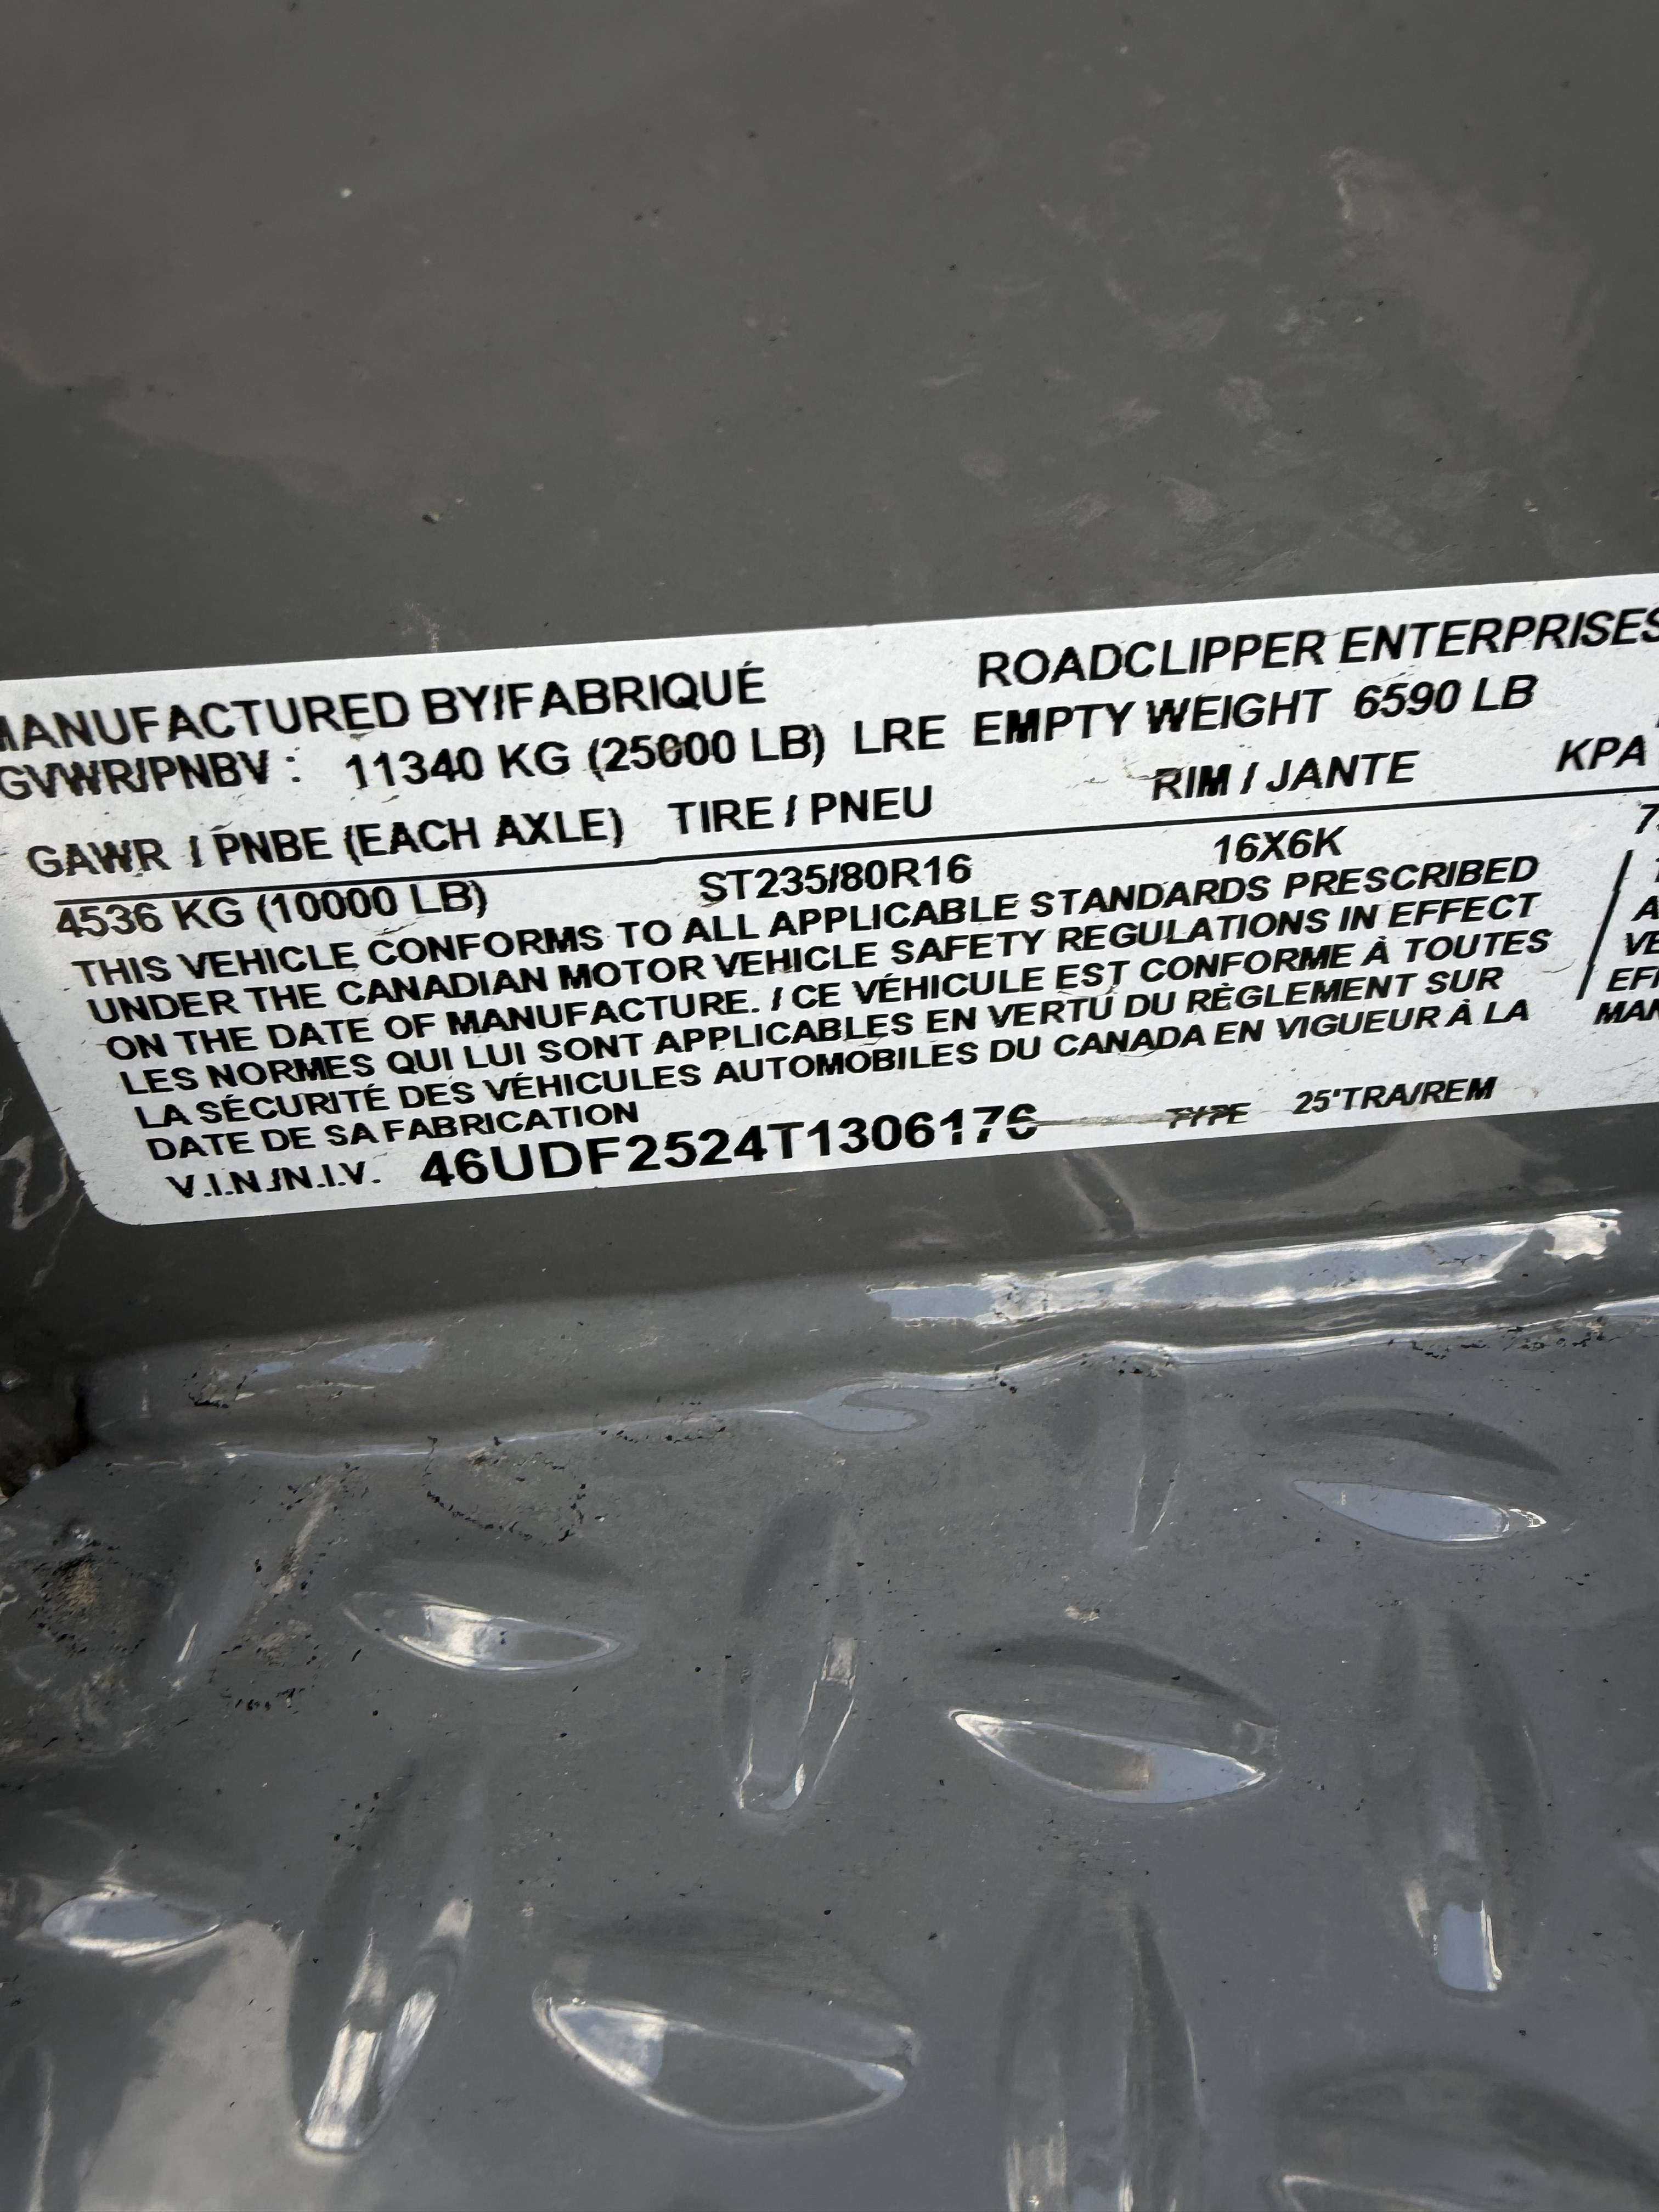 MANUFACTURED BY/FABRIQUÉ ROADCLIPPER ENTERPRISES
GVWR/PNBV : 11340 KG (25000 LB) LRE EMPTY WEIGHT 6590 LB
GAWR / PNBE (EACH AXLE) TIRE / PNEU RIM / JANTE KPA
4536 KG (10000 LB) ST235/80R16 16X6K
THIS VEHICLE CONFORMS TO ALL APPLICABLE STANDARDS PRESCRIBED /
UNDER THE CANADIAN MOTOR VEHICLE SAFETY REGULATIONS IN EFFECT
ON THE DATE OF MANUFACTURE. / CE VÉHICULE EST CONFORME À TOUTES /
LES NORMES QUI LUI SONT APPLICABLES EN VERTU DU RÈGLEMENT SUR /
LA SÉCURITÉ DES VÉHICULES AUTOMOBILES DU CANADA EN VIGUEUR À LA
DATE DE SA FABRICATION
V.I.N./N.I.V. 46UDF2524T1306176 TYPE 25'TRA/REM